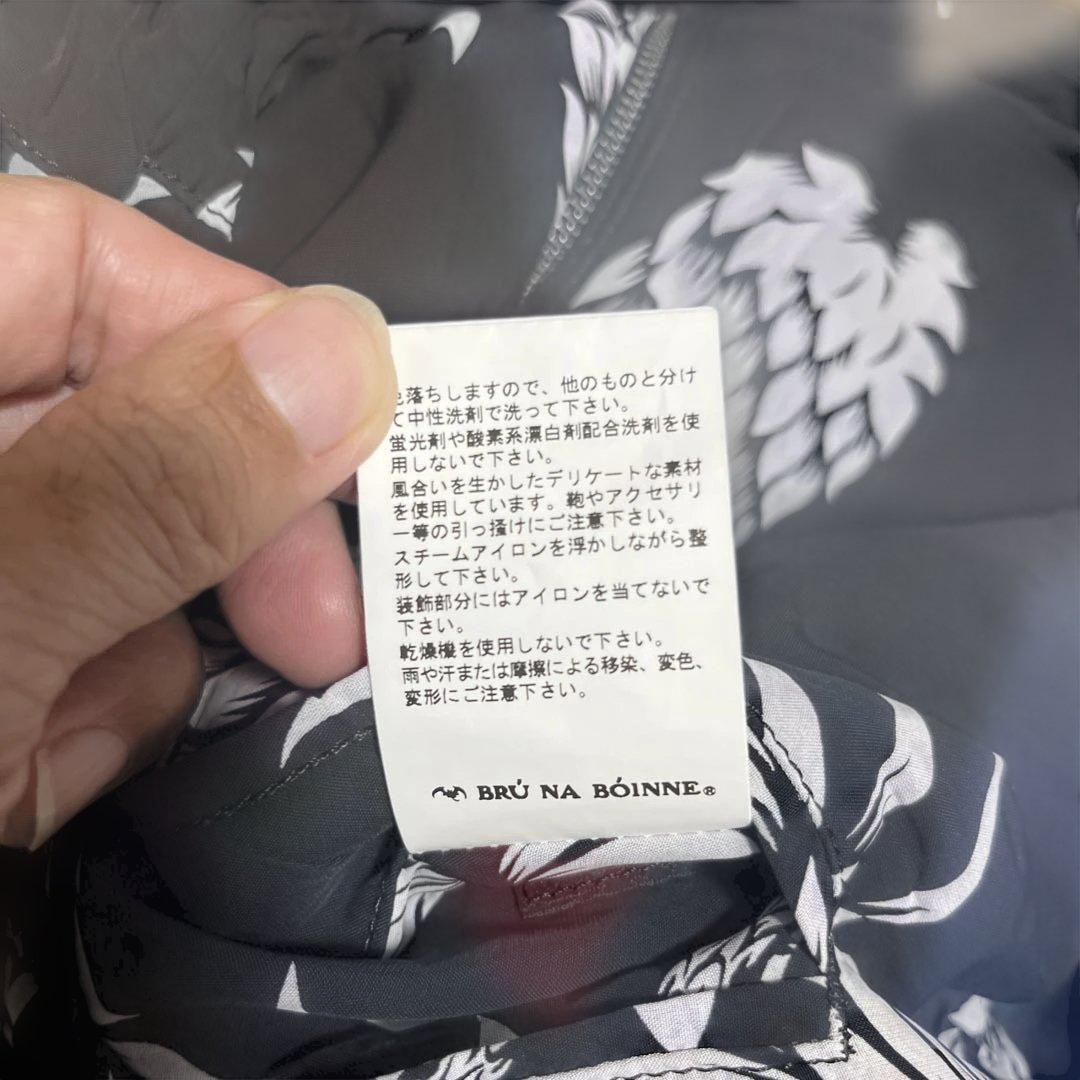 色落ちしますので、他のものと分け
て中性洗剤で洗って下さい。
蛍光剤や酸素系漂白剤配合洗剤を使
用しないで下さい。
風合いを生かしたデリケートな素材
を使用しています。鞄やアクセサリ
ー等の引っ掻けにご注意下さい。
スチームアイロンを浮かしながら整
形して下さい。
装飾部分にはアイロンを当てないで
下さい。
乾燥機を使用しないで下さい。
雨や汗または摩擦による移染、変色、
変形にご注意下さい。
BRÚ NA BÓINNE®